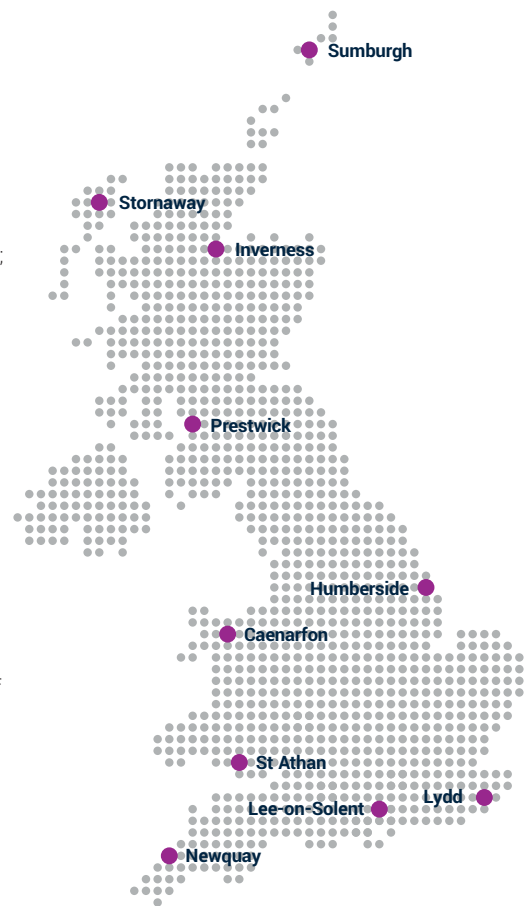 Sumburgh
Stornaway
;
Inverness
Prestwick
Humberside
Caenarfon
St Athan
Lydd
Lee-on-Solent
Newquay